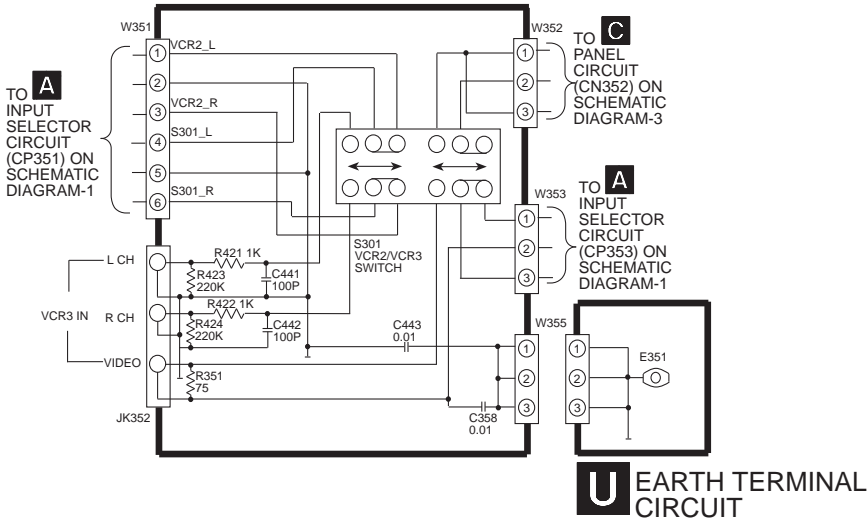 W351
1
VCR2_L
2
3
VCR2_R
4
S301_L
5
6
S301_R
TO A
INPUT
SELECTOR
CIRCUIT
(CP351) ON
SCHEMATIC
DIAGRAM-1
W352
1
2
3
TO C
PANEL
CIRCUIT
(CN352) ON
SCHEMATIC
DIAGRAM-3
S301
VCR2/VCR3
SWITCH
W353
1
2
3
TO A
INPUT
SELECTOR
CIRCUIT
(CP353) ON
SCHEMATIC
DIAGRAM-1
VCR3 IN
L CH
R CH
VIDEO
JK352
R421 1K
R423
220K
C441
100P
R422 1K
R424
220K
C442
100P
R351
75
C443
0.01
C358
0.01
W355
1
2
3
1
2
3
E351
U EARTH TERMINAL
CIRCUIT